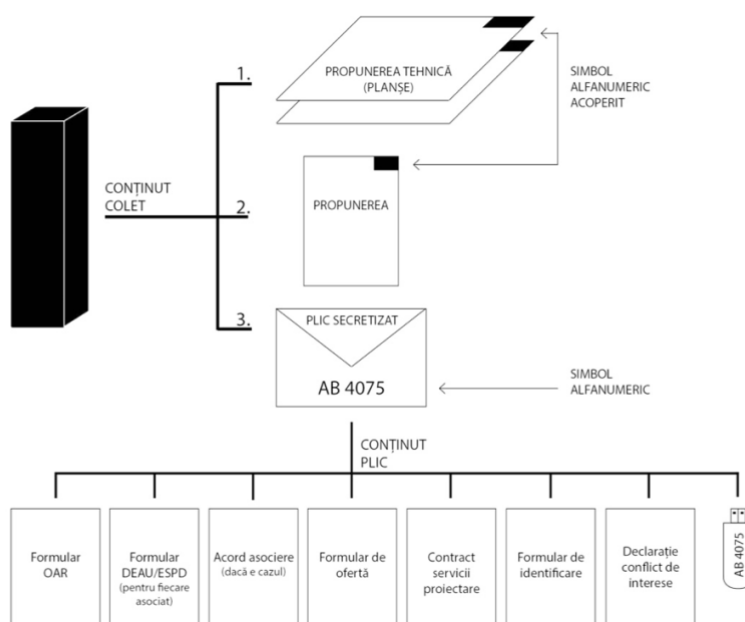 1.
PROPUNEREA TEHNICĂ
(PLANȘE)
SIMBOL
ALFANUMERIC
ACOPERIT
CONȚINUT
COLET
2.
PROPUNEREA
3.
PLIC SECRETIZAT
AB 4075
SIMBOL
ALFANUMERIC
CONȚINUT
PLIC
Formular
OAR
Formular
DEAU/ESPD
(pentru fiecare
asociat)
Acord asociere
(dacă e cazul)
Formular de
ofertă
Contract
servicii
proiectare
Formular de
identificare
Declarație
conflict de
interese
AB 4075